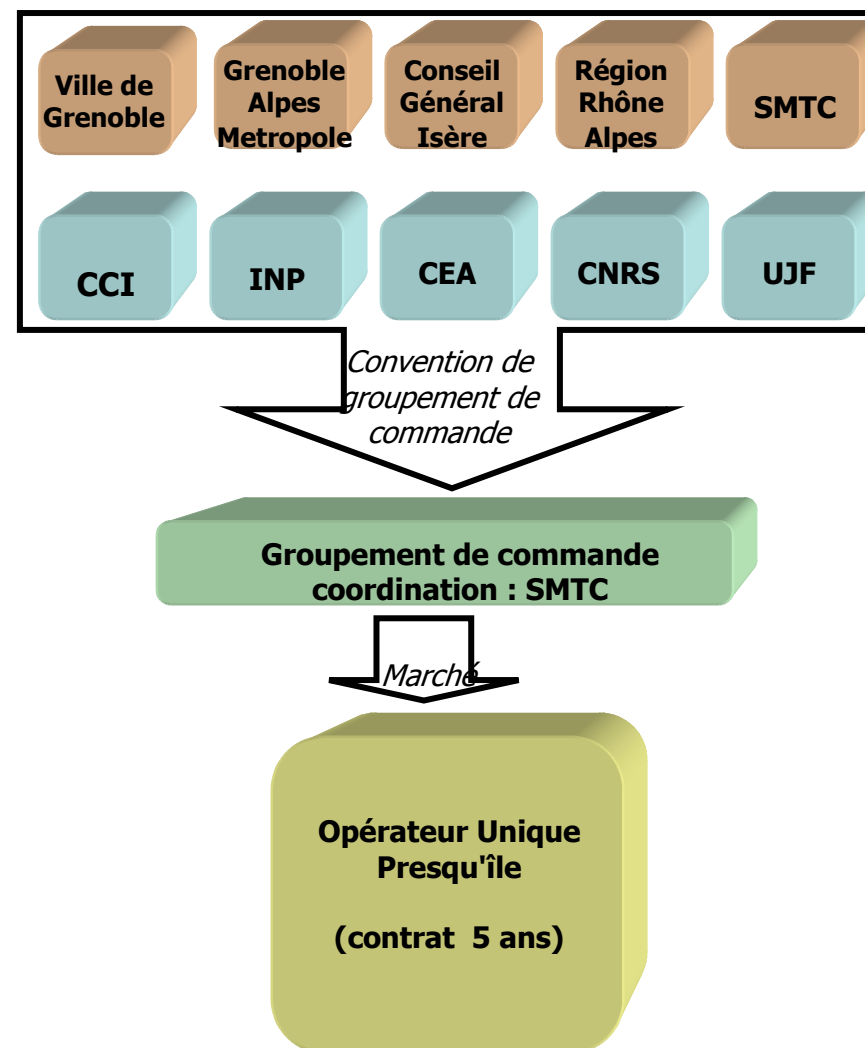 Ville de
Grenoble
Grenoble
Alpes
Metropole
Conseil
Général
Isère
Région
Rhône
Alpes
SMTC
CCI
INP
CEA
CNRS
UJF
Convention de
groupement de
commande
Groupement de commande
coordination : SMTC
Marché
Opérateur Unique
Presqu'île
(contrat 5 ans)